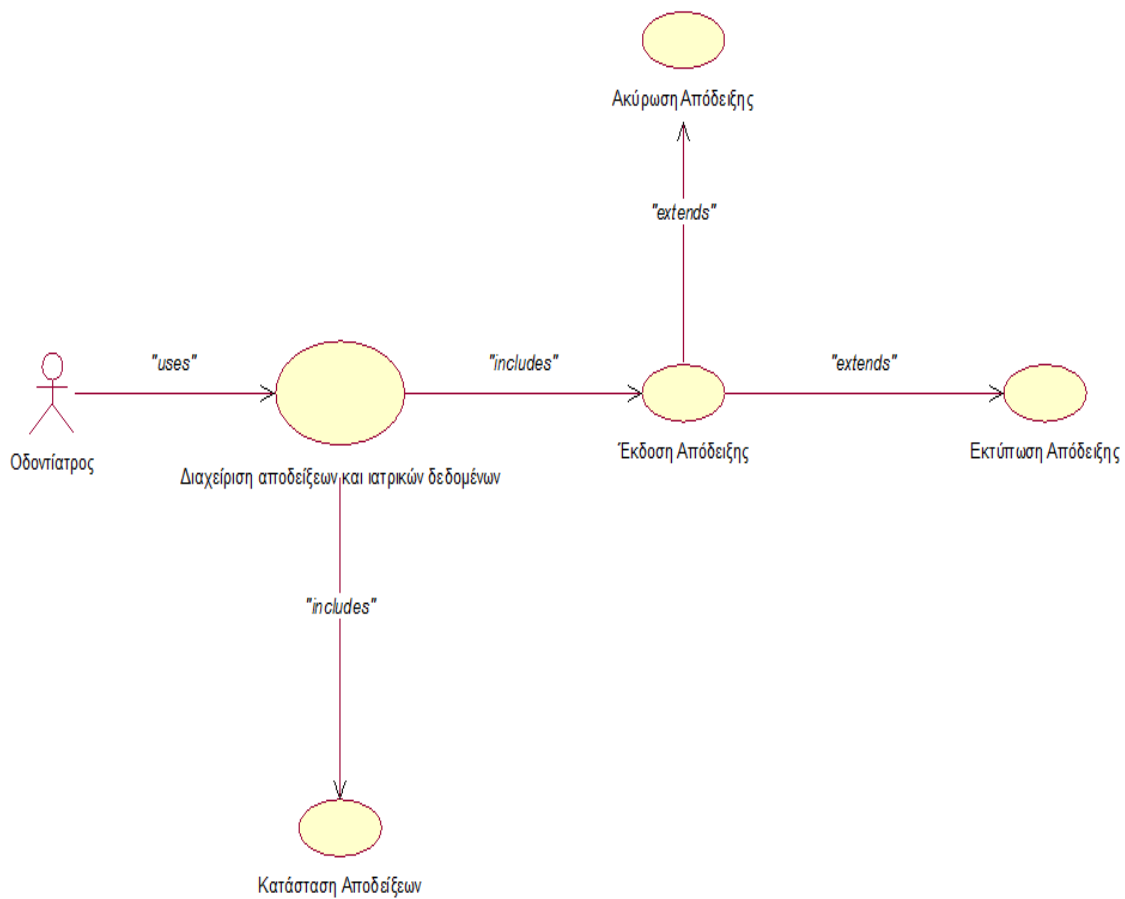 Ακύρωση Απόδειξης
"extends"
"uses"
"includes"
"extends"
Οδοντίατρος
Διαχείριση αποδείξεων και ιατρικών δεδομένων
Έκδοση Απόδειξης
Εκτύπωση Απόδειξης
"includes"
Κατάσταση Αποδείξεων